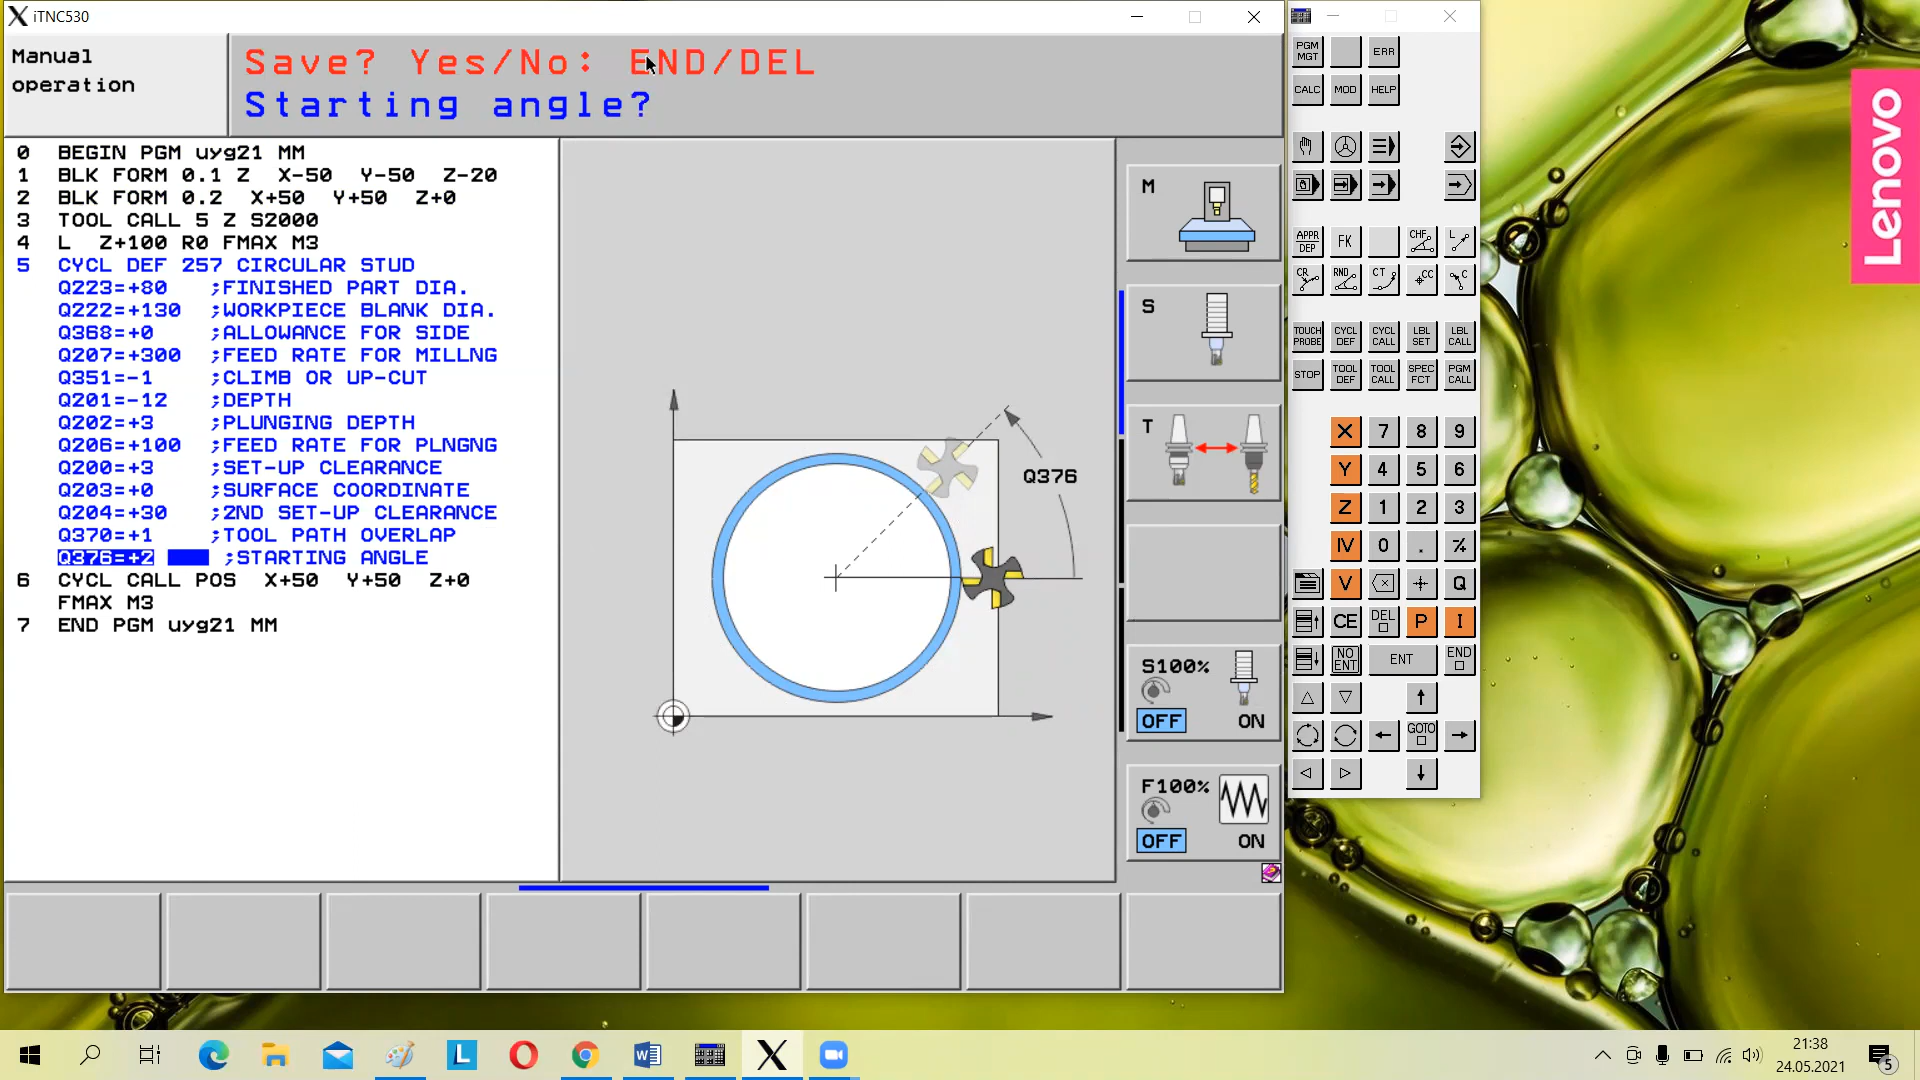 iTNC530
Manual
operation
Save? Yes/No: END/DEL
Starting angle?
0 BEGIN PGM uyg21 MM
1 BLK FORM 0.1 Z X-50 Y-50 Z-20
2 BLK FORM 0.2 X+50 Y+50 Z+0
3 TOOL CALL 5 Z S2000
4 L Z+100 R0 FMAX M3
5 CYCL DEF 257 CIRCULAR STUD
Q223=+80 ;FINISHED PART DIA.
Q222=+130 ;WORKPIECE BLANK DIA.
Q368=+0 ;ALLOWANCE FOR SIDE
Q207=+300 ;FEED RATE FOR MILLNG
Q351=-1 ;CLIMB OR UP-CUT
Q201=-12 ;DEPTH
Q202=+3 ;PLUNGING DEPTH
Q206=+100 ;FEED RATE FOR PLNGNG
Q200=+3 ;SET-UP CLEARANCE
Q203=+0 ;SURFACE COORDINATE
Q204=+30 ;2ND SET-UP CLEARANCE
Q370=+1 ;TOOL PATH OVERLAP
Q376=+2 ;STARTING ANGLE
6 CYCL CALL POS X+50 Y+50 Z+0
FMAX M3
7 END PGM uyg21 MM
Q376
M
S
T
S100%
OFF ON
F100%
OFF ON
PGM MGT
ERR
CALC MOD HELP
APPR DEP
FK
CHF
L
CR
RND
CT
CC
C
TOUCH PROBE
CYCL DEF
CYCL CALL
LBL SET
LBL CALL
STOP
TOOL DEF
TOOL CALL
SPEC FCT
PGM CALL
X 7 8 9
Y 4 5 6
Z 1 2 3
IV 0 . 7/4
V Q
CE DEL P I
NO ENT
ENT
END
GOTO
Lenovo
21:38
24.05.2021
5